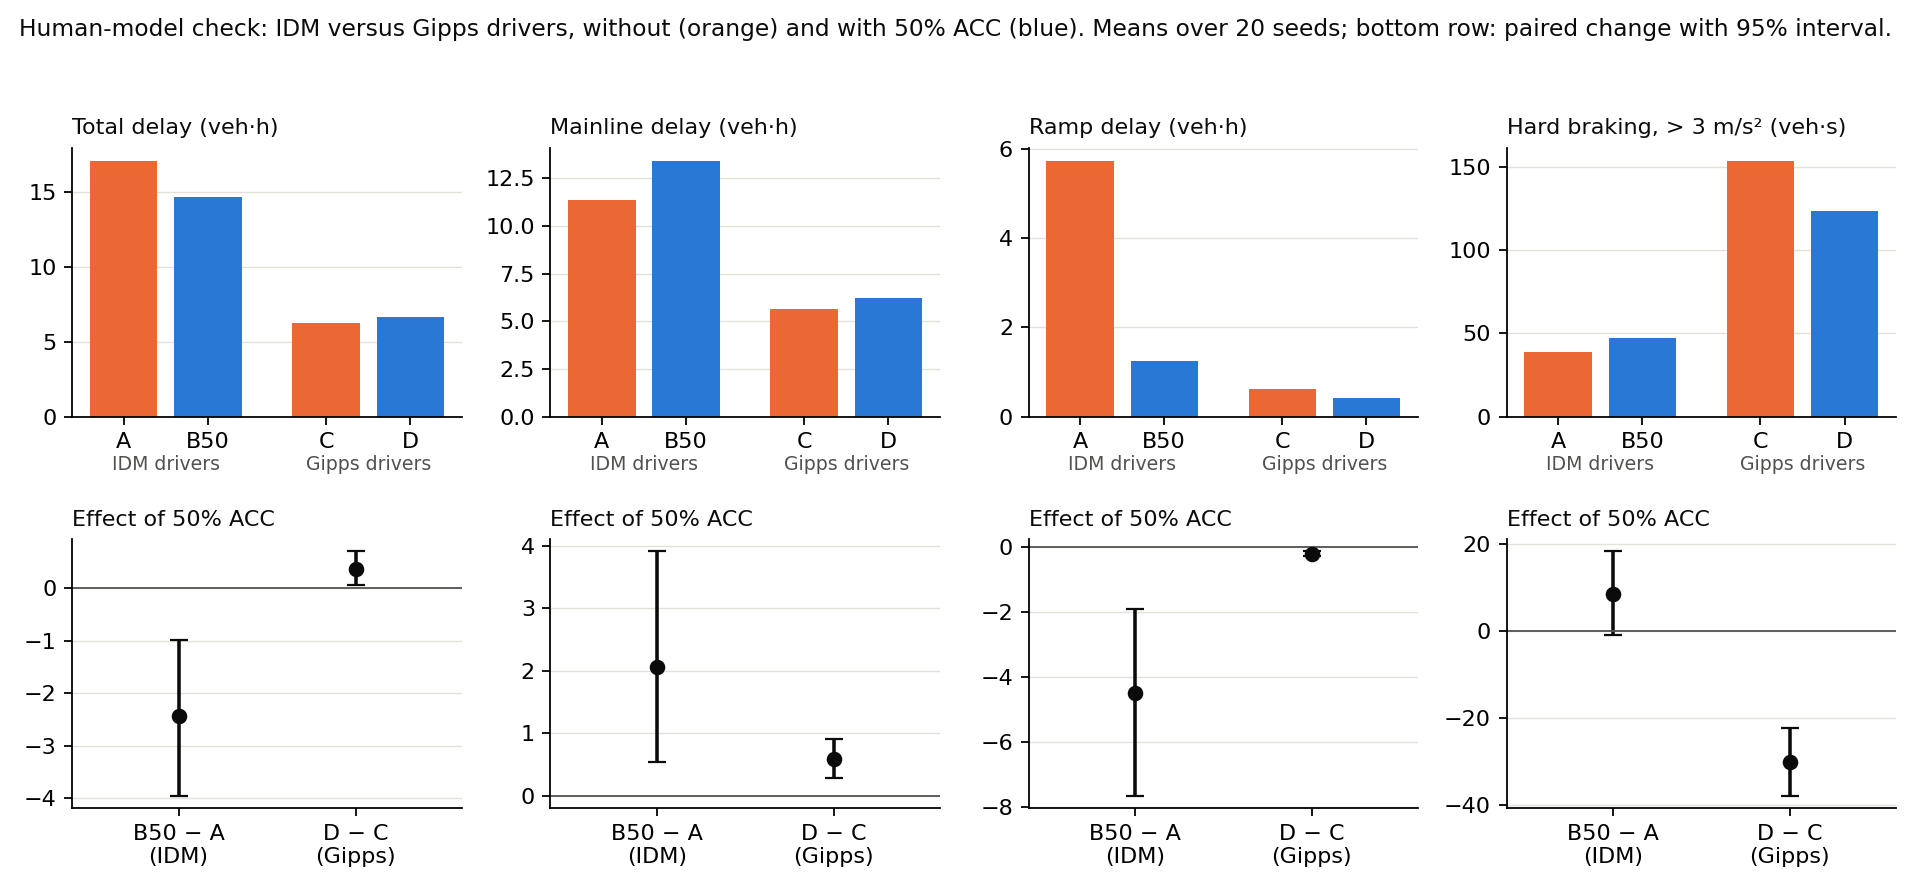 Human-model check: IDM versus Gipps drivers, without (orange) and with 50% ACC (blue). Means over 20 seeds; bottom row: paired change with 95% interval.
Total delay (veh·h)
15
10
5
0
A
B50
C
D
IDM drivers
Gipps drivers
Mainline delay (veh·h)
12.5
10.0
7.5
5.0
2.5
0.0
A
B50
C
D
IDM drivers
Gipps drivers
Ramp delay (veh·h)
6
4
2
0
A
B50
C
D
IDM drivers
Gipps drivers
Hard braking, > 3 m/s² (veh·s)
150
100
50
0
A
B50
C
D
IDM drivers
Gipps drivers
Effect of 50% ACC
0
−1
−2
−3
−4
B50 − A
(IDM)
D − C
(Gipps)
Effect of 50% ACC
4
3
2
1
0
B50 − A
(IDM)
D − C
(Gipps)
Effect of 50% ACC
0
−2
−4
−6
−8
B50 − A
(IDM)
D − C
(Gipps)
Effect of 50% ACC
20
0
−20
−40
B50 − A
(IDM)
D − C
(Gipps)